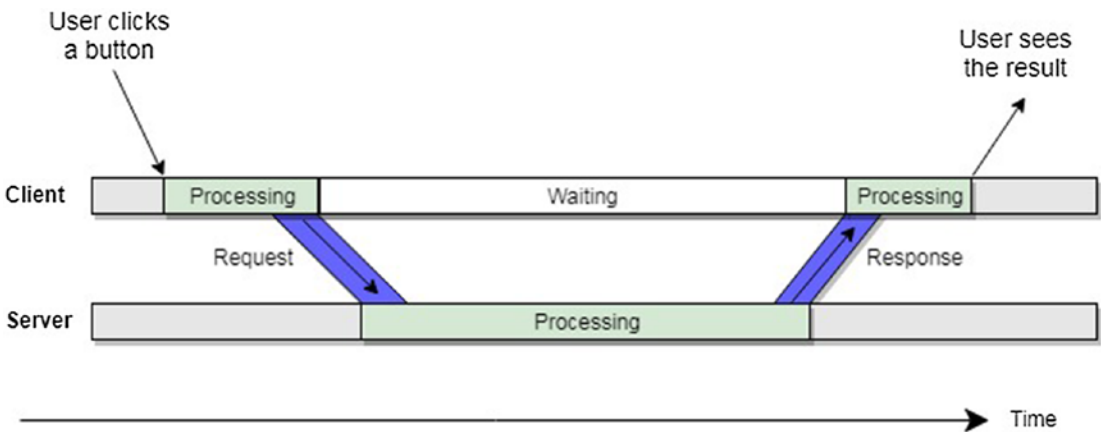 User clicks
a button
User sees
the result
Client
Processing
Waiting
Processing
Request
Response
Server
Processing
Time